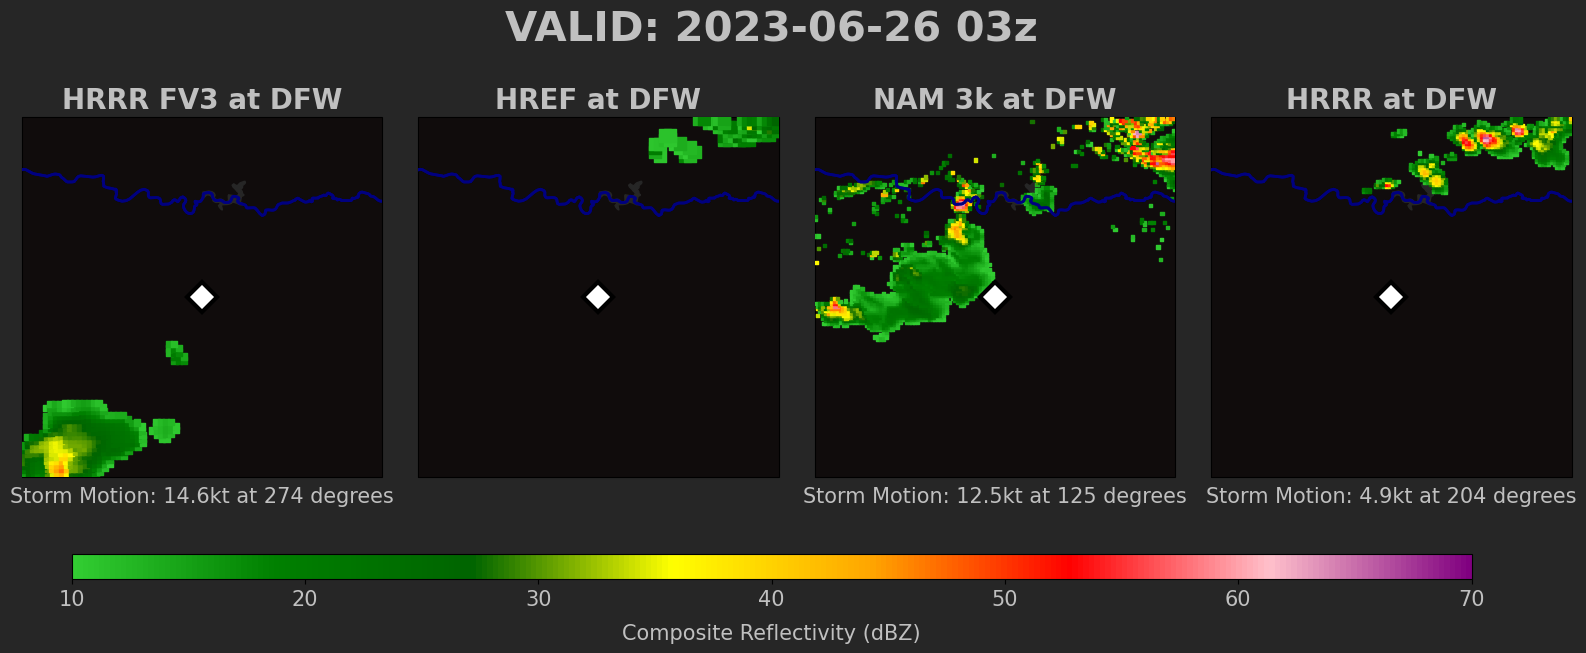 VALID: 2023-06-26 03z
HRRR FV3 at DFW
HREF at DFW
NAM 3k at DFW
HRRR at DFW
Storm Motion: 14.6kt at 274 degrees
Storm Motion: 12.5kt at 125 degrees
Storm Motion: 4.9kt at 204 degrees
10 20 30 40 50 60 70
Composite Reflectivity (dBZ)